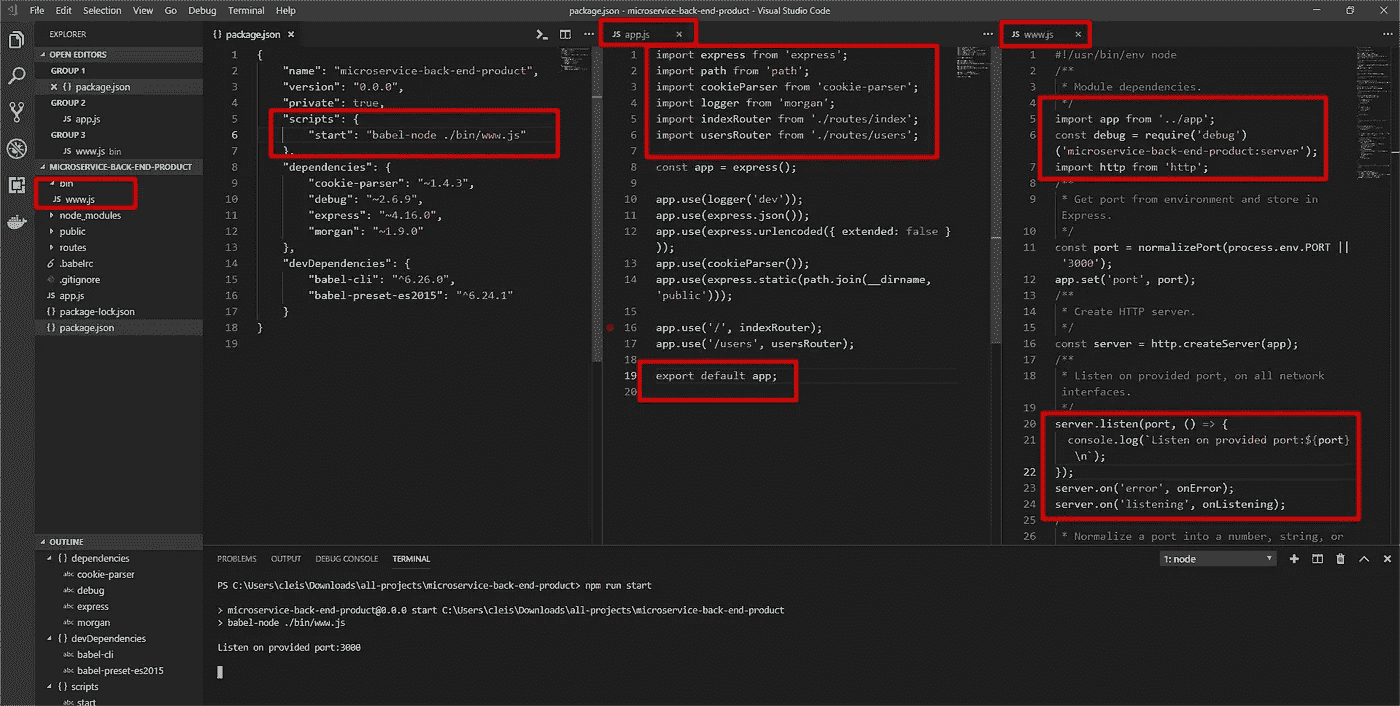 File Edit Selection View Go Debug Terminal Help
package.json - microservice-back-end-product - Visual Studio Code
EXPLORER
OPEN EDITORS
GROUP 1
{ } package.json
GROUP 2
JS app.js
GROUP 3
JS www.js bin
MICROSERVICE-BACK-END-PRODUCT
bin
JS www.js
node_modules
public
routes
.babelrc
.gitignore
JS app.js
{ } package-lock.json
{ } package.json
OUTLINE
{ } dependencies
abc cookie-parser
abc debug
abc express
abc morgan
{ } devDependencies
abc babel-cli
abc babel-preset-es2015
{ } scripts
abc start
{ } package.json
1 {
2 "name": "microservice-back-end-product",
3 "version": "0.0.0",
4 "private": true,
5 "scripts": {
6 "start": "babel-node ./bin/www.js"
7 },
8 "dependencies": {
9 "cookie-parser": "~1.4.3",
10 "debug": "~2.6.9",
11 "express": "~4.16.0",
12 "morgan": "~1.9.0"
13 },
14 "devDependencies": {
15 "babel-cli": "^6.26.0",
16 "babel-preset-es2015": "^6.24.1"
17 }
18 }
19
JS app.js
1 import express from 'express';
2 import path from 'path';
3 import cookieParser from 'cookie-parser';
4 import logger from 'morgan';
5 import indexRouter from './routes/index';
6 import usersRouter from './routes/users';
7
8 const app = express();
9
10 app.use(logger('dev'));
11 app.use(express.json());
12 app.use(express.urlencoded({ extended: false }
));
13 app.use(cookieParser());
14 app.use(express.static(path.join(__dirname,
'public')));
15
16 app.use('/', indexRouter);
17 app.use('/users', usersRouter);
18
19 export default app;
20
JS www.js
1 #!/usr/bin/env node
2 /**
3 * Module dependencies.
4 */
5 import app from '../app';
6 const debug = require('debug')
('microservice-back-end-product:server');
7 import http from 'http';
8 /**
9 * Get port from environment and store in
Express.
10 */
11 const port = normalizePort(process.env.PORT ||
'3000');
12 app.set('port', port);
13 /**
14 * Create HTTP server.
15 */
16 const server = http.createServer(app);
17 /**
18 * Listen on provided port, on all network
interfaces.
19 */
20 server.listen(port, () => {
21 console.log(`Listen on provided port:${port}
\n`);
22 });
23 server.on('error', onError);
24 server.on('listening', onListening);
25 /**
26 * Normalize a port into a number, string, or
PROBLEMS OUTPUT DEBUG CONSOLE TERMINAL
1: node
PS C:\Users\cleis\Downloads\all-projects\microservice-back-end-product> npm run start
> microservice-back-end-product@0.0.0 start C:\Users\cleis\Downloads\all-projects\microservice-back-end-product
> babel-node ./bin/www.js
Listen on provided port:3000